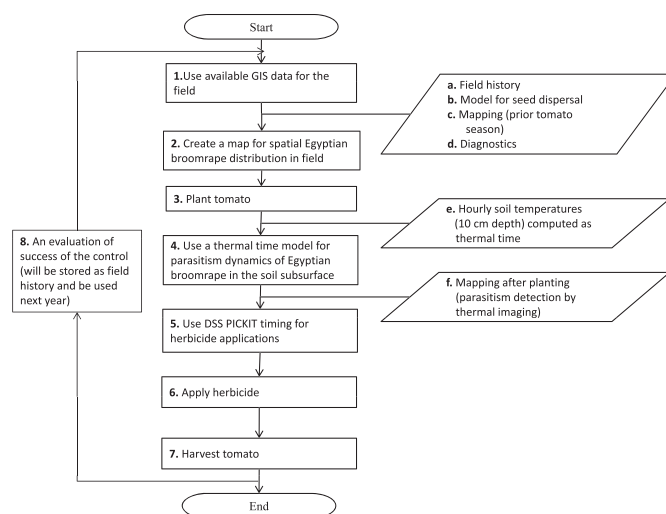 Start
1.Use available GIS data for the
field
a. Field history
b. Model for seed dispersal
c. Mapping (prior tomato
season)
d. Diagnostics
2. Create a map for spatial Egyptian
broomrape distribution in field
3. Plant tomato
e. Hourly soil temperatures
(10 cm depth) computed as
thermal time
8. An evaluation of
success of the control
(will be stored as field
history and be used
next year)
4. Use a thermal time model for
parasitism dynamics of Egyptian
broomrape in the soil subsurface
f. Mapping after planting
(parasitism detection by
thermal imaging)
5. Use DSS PICKIT timing for
herbicide applications
6. Apply herbicide
7. Harvest tomato
End